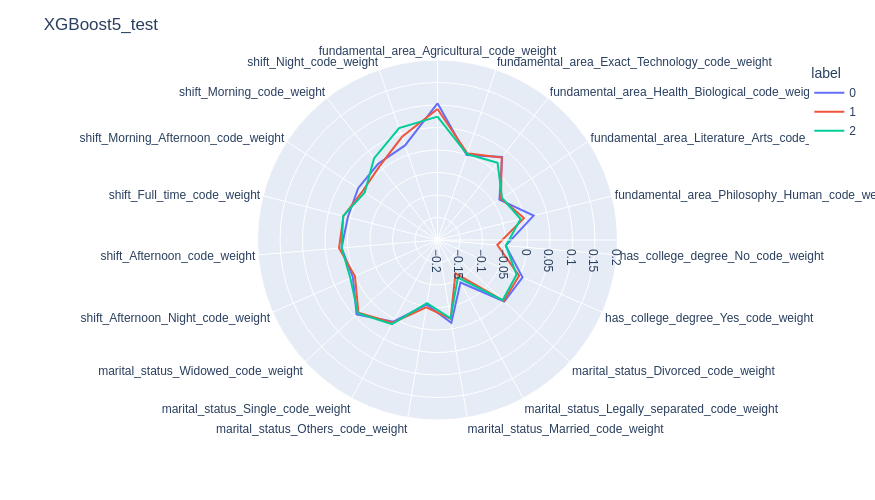 XGBoost5_test
fundamental_area_Agricultural_code_weight
shift_Night_code_weight
fundamental_area_Exact_Technology_code_weight
label
shift_Morning_code_weight
fundamental_area_Health_Biological_code_weig
0
1
2
shift_Morning_Afternoon_code_weight
fundamental_area_Literature_Arts_code_
shift_Full_time_code_weight
fundamental_area_Philosophy_Human_code_we
shift_Afternoon_code_weight
−0.2
−0.15
−0.1
−0.05
0
0.05
0.1
0.15
0.2
has_college_degree_No_code_weight
shift_Afternoon_Night_code_weight
has_college_degree_Yes_code_weight
marital_status_Widowed_code_weight
marital_status_Divorced_code_weight
marital_status_Single_code_weight
marital_status_Legally_separated_code_weight
marital_status_Others_code_weight
marital_status_Married_code_weight